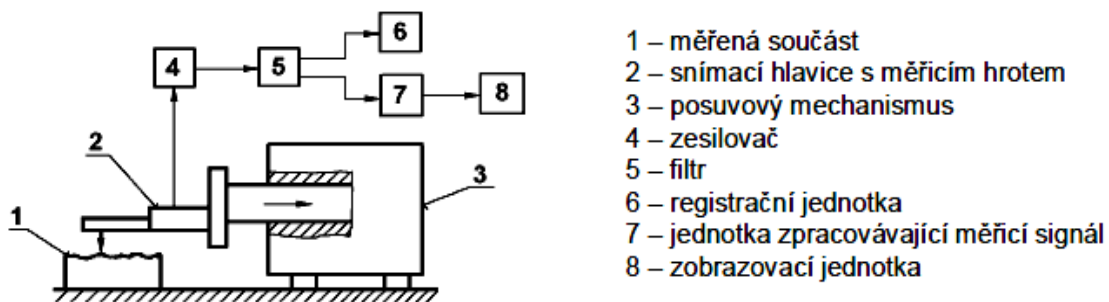 6
4
5
7
8
2
3
1
1 – měřená součást
2 – snímací hlavice s měřicím hrotem
3 – posuvový mechanismus
4 – zesilovač
5 – filtr
6 – registrační jednotka
7 – jednotka zpracovávající měřicí signál
8 – zobrazovací jednotka